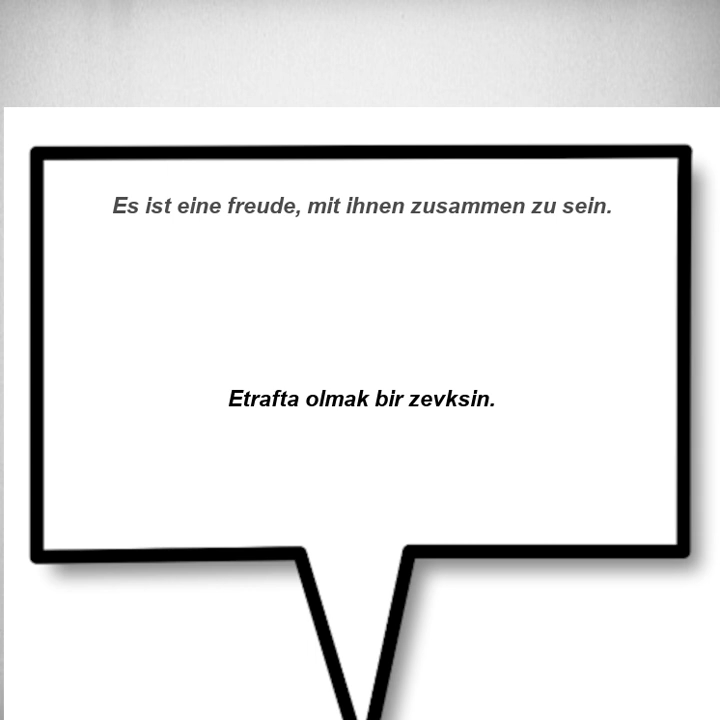 Es ist eine freude, mit ihnen zusammen zu sein.
Etrafta olmak bir zevksin.